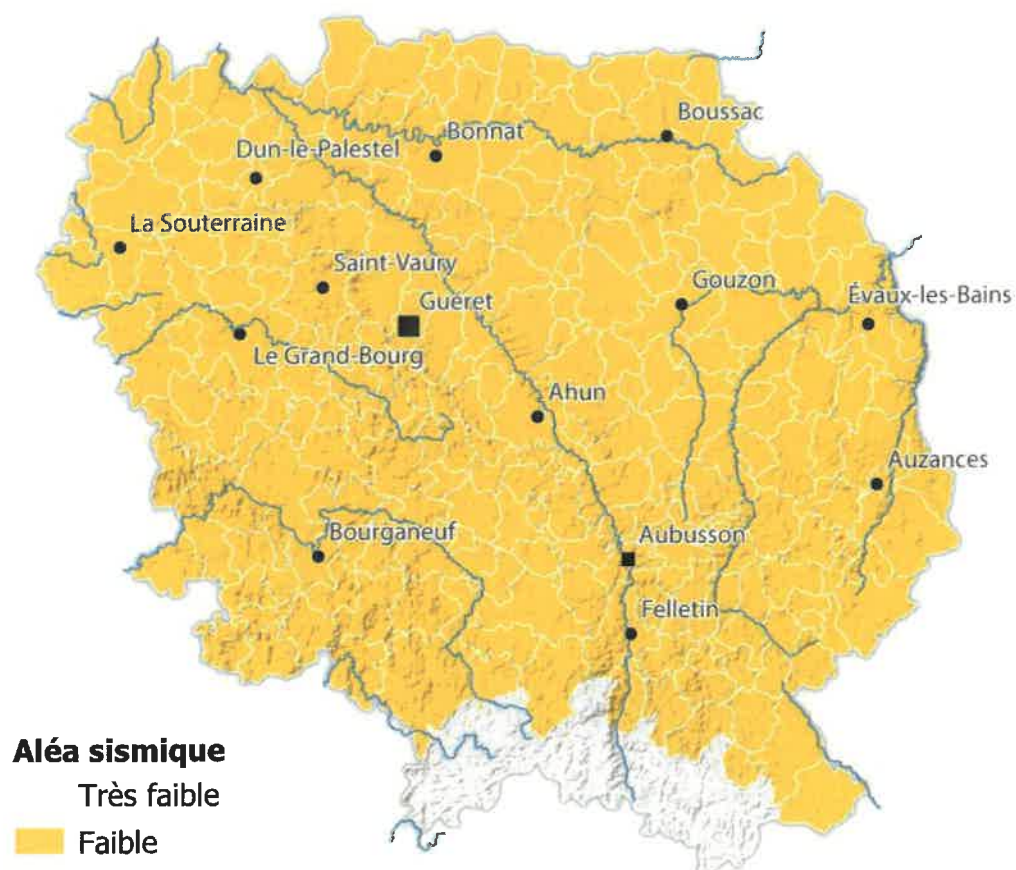 Boussac
Bonnat
Dun-le-Palestel
La Souterraine
Saint-Vaury
Gouzon
Évaux-les-Bains
Guéret
Le Grand-Bourg
Ahun
Auzances
Bourganeuf
Aubusson
Felletin
Aléa sismique
Très faible
Faible